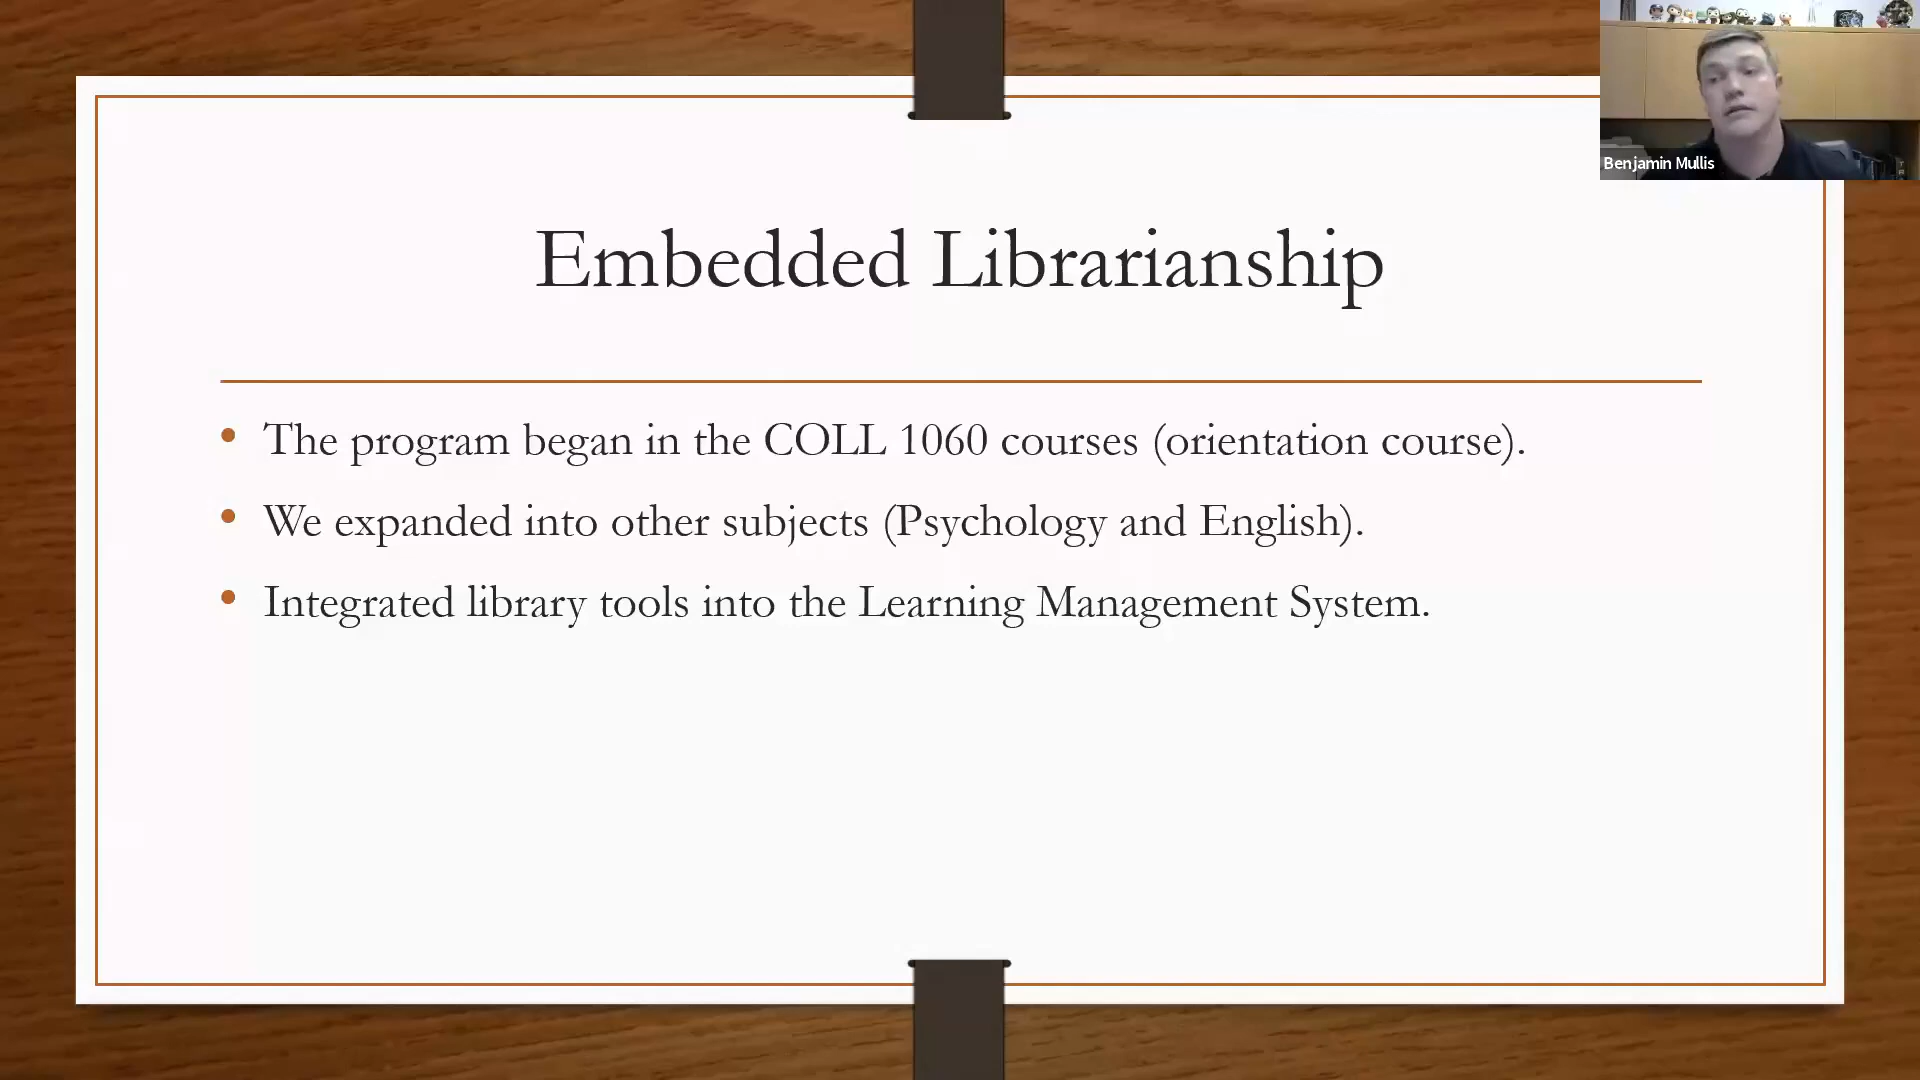 Benjamin Mullis
Embedded Librarianship
• The program began in the COLL 1060 courses (orientation course).
• We expanded into other subjects (Psychology and English).
• Integrated library tools into the Learning Management System.